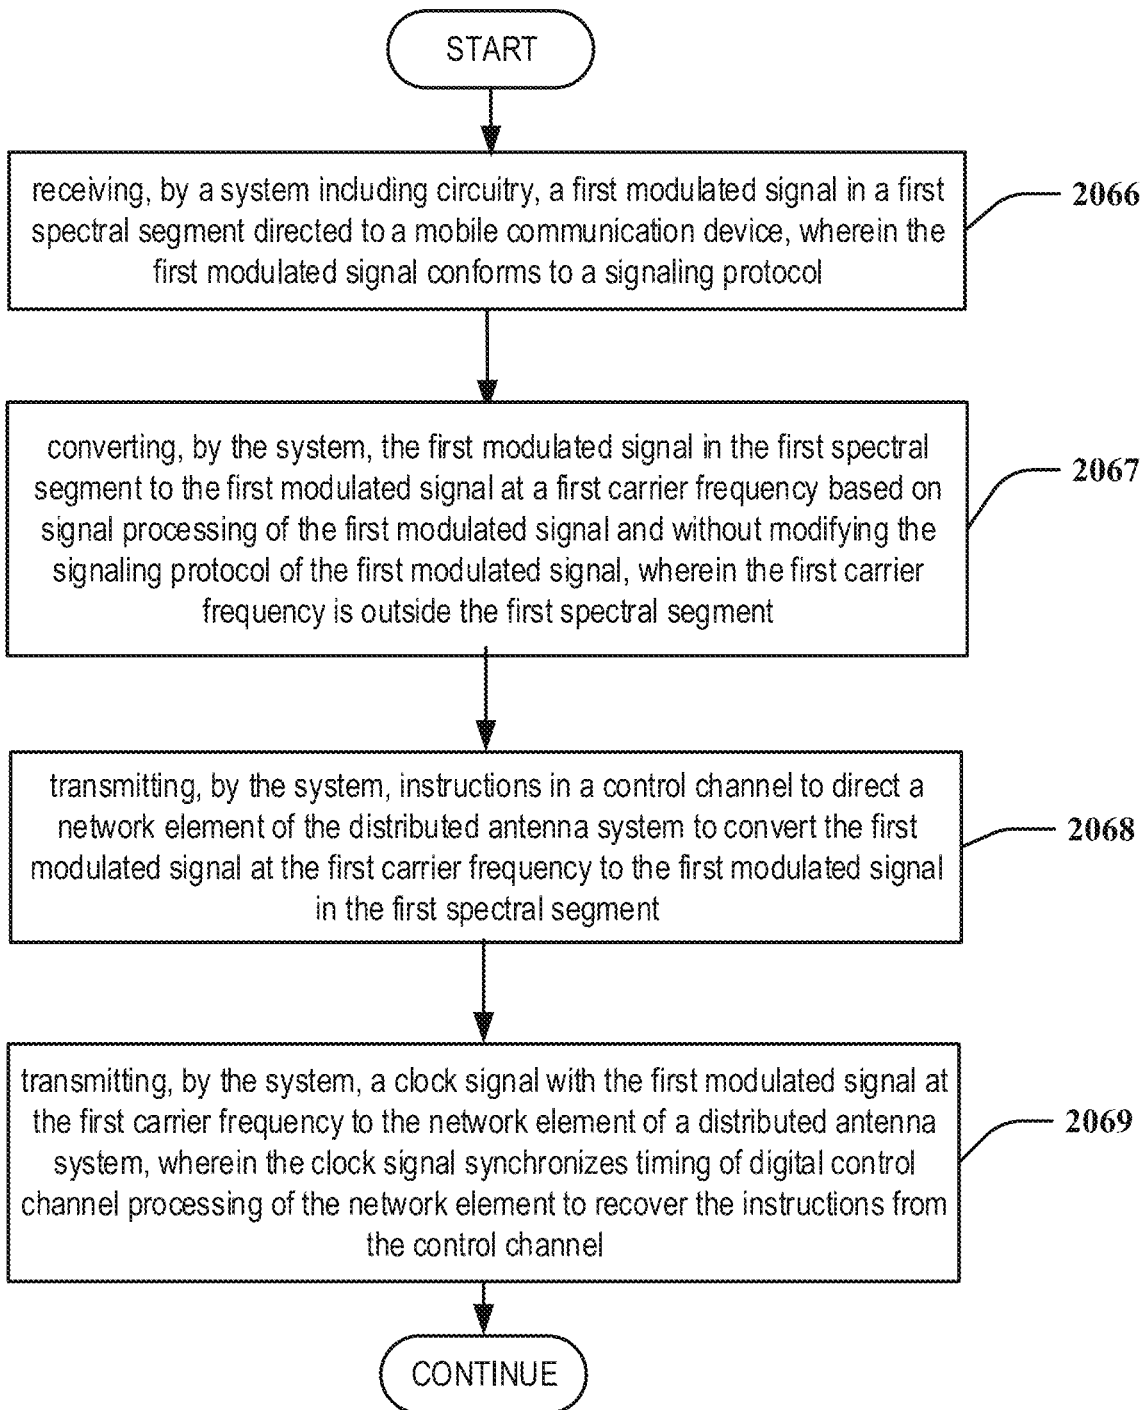 START
receiving, by a system including circuitry, a first modulated signal in a first
spectral segment directed to a mobile communication device, wherein the
first modulated signal conforms to a signaling protocol
2066
converting, by the system, the first modulated signal in the first spectral
segment to the first modulated signal at a first carrier frequency based on
signal processing of the first modulated signal and without modifying the
signaling protocol of the first modulated signal, wherein the first carrier
frequency is outside the first spectral segment
2067
transmitting, by the system, instructions in a control channel to direct a
network element of the distributed antenna system to convert the first
modulated signal at the first carrier frequency to the first modulated signal
in the first spectral segment
2068
transmitting, by the system, a clock signal with the first modulated signal at
the first carrier frequency to the network element of a distributed antenna
system, wherein the clock signal synchronizes timing of digital control
channel processing of the network element to recover the instructions from
the control channel
2069
CONTINUE